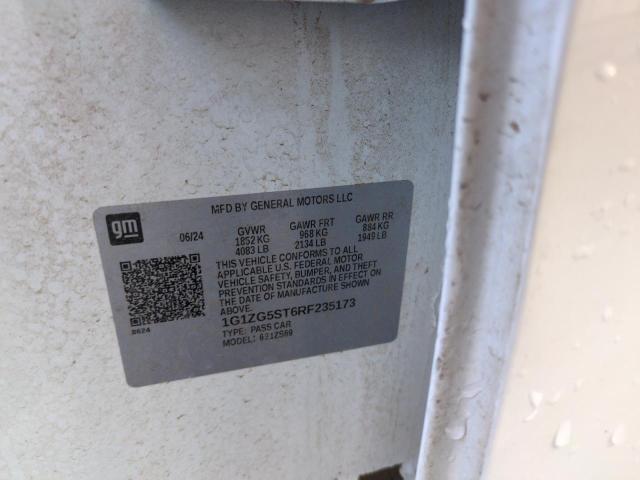 MFD BY GENERAL MOTORS LLC
gm
06/24 GVWR GAWR FRT GAWR RR
1852 KG 968 KG 884 KG
4083 LB 2134 LB 1949 LB
THIS VEHICLE CONFORMS TO ALL
APPLICABLE U.S. FEDERAL MOTOR
VEHICLE SAFETY, BUMPER, AND THEFT
PREVENTION STANDARDS IN EFFECT
ON THE DATE OF MANUFACTURE SHOWN
ABOVE.
1G1ZG5ST6RF235173
TYPE: PASS CAR
MODEL: